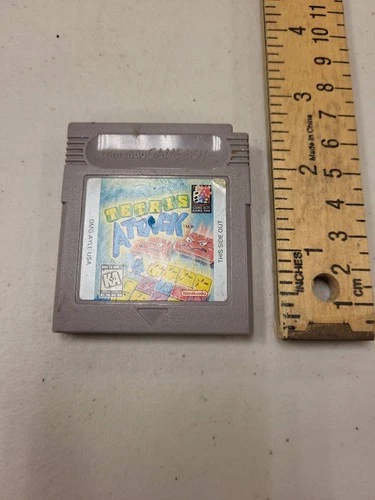 Nintendo GAME BOY
TETRIS
ATTACK
DMG-AYLE-USA
THIS SIDE OUT
K-A
Nintendo
4
3
2
1
INCHES
Made in China
11
10
9
8
7
6
5
4
3
2
1
cm